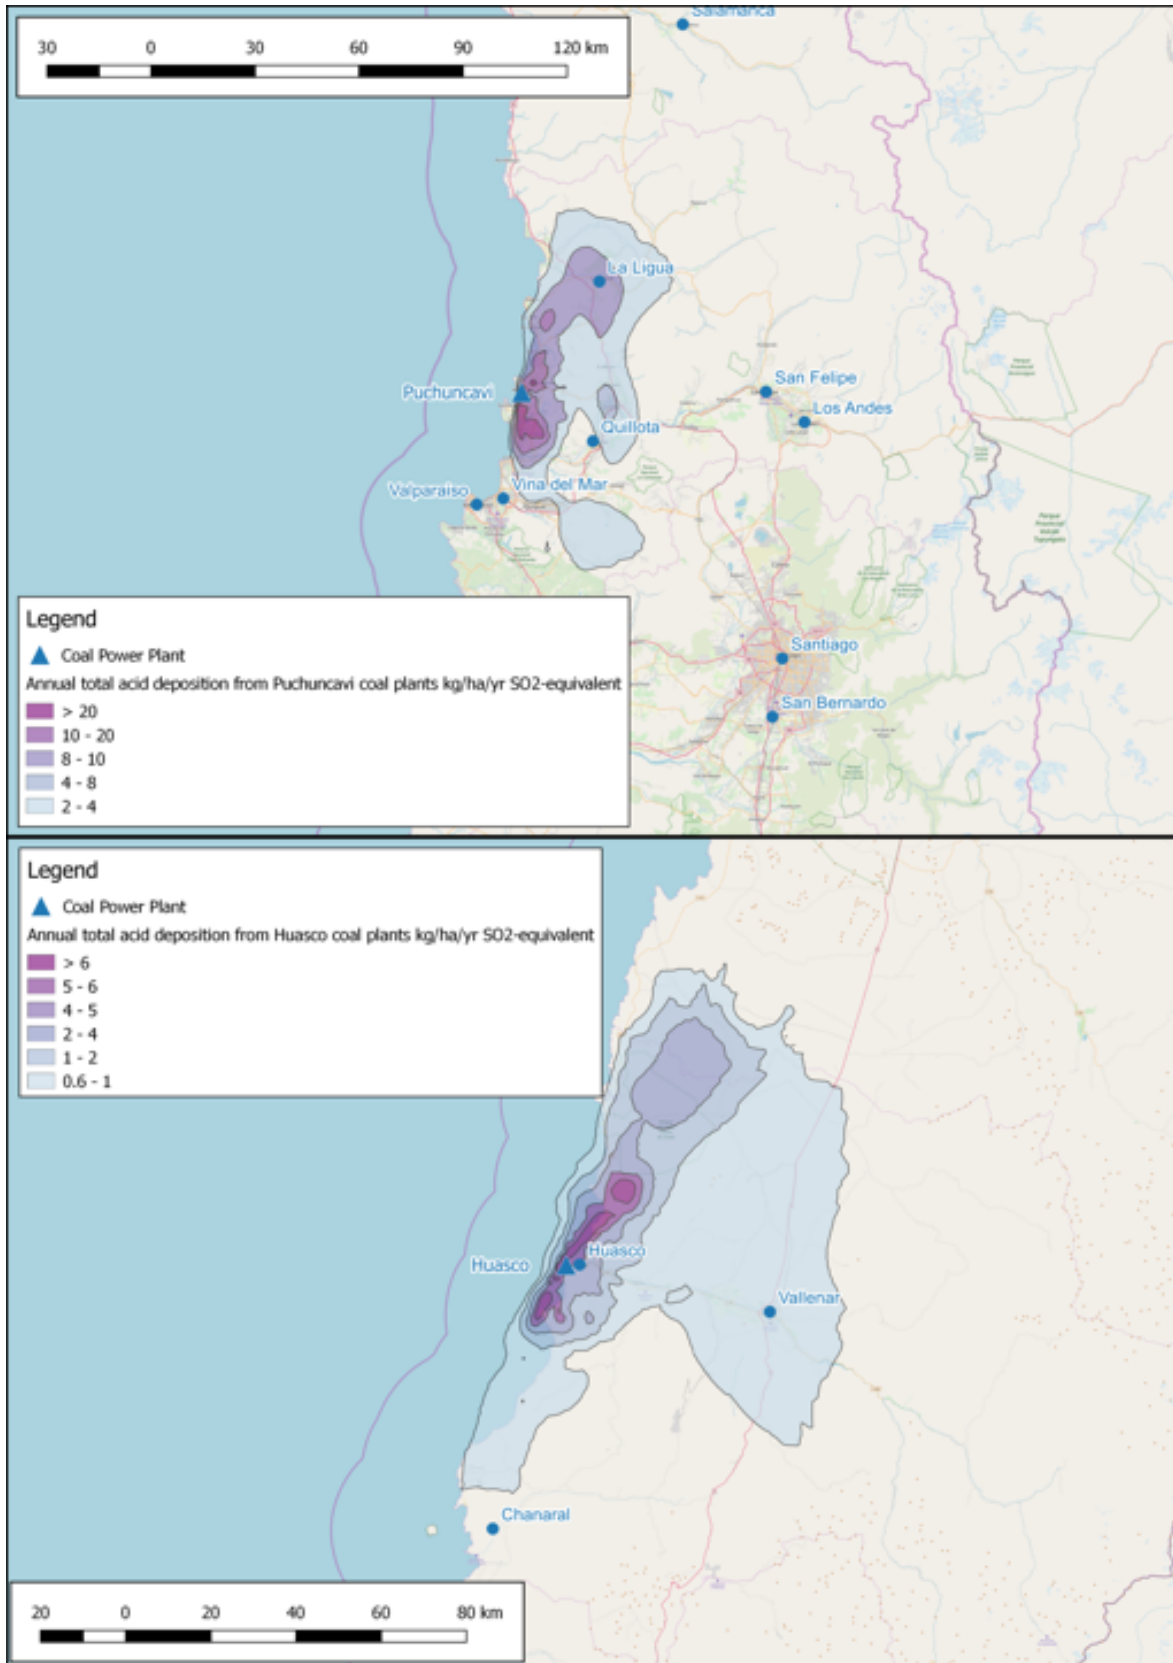 Salamanca
30 0 30 60 90 120 km
La Ligua
Puchuncavi
San Felipe
Los Andes
Quillota
Vina del Mar
Valparaiso
Santiago
San Bernardo
Legend
Coal Power Plant
Annual total acid deposition from Puchuncavi coal plants kg/ha/yr SO2-equivalent
> 20
10 - 20
8 - 10
4 - 8
2 - 4
Legend
Coal Power Plant
Annual total acid deposition from Huasco coal plants kg/ha/yr SO2-equivalent
> 6
5 - 6
4 - 5
2 - 4
1 - 2
0.6 - 1
Huasco
Huasco
Vallenar
Chanaral
20 0 20 40 60 80 km